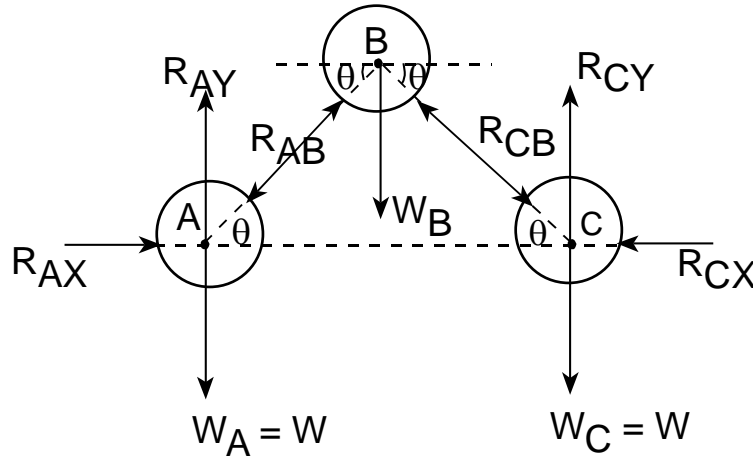 B
θ θ
R_AY
R_CY
R_AB
R_CB
A
W_B
C
θ
θ
R_AX
R_CX
W_A = W
W_C = W